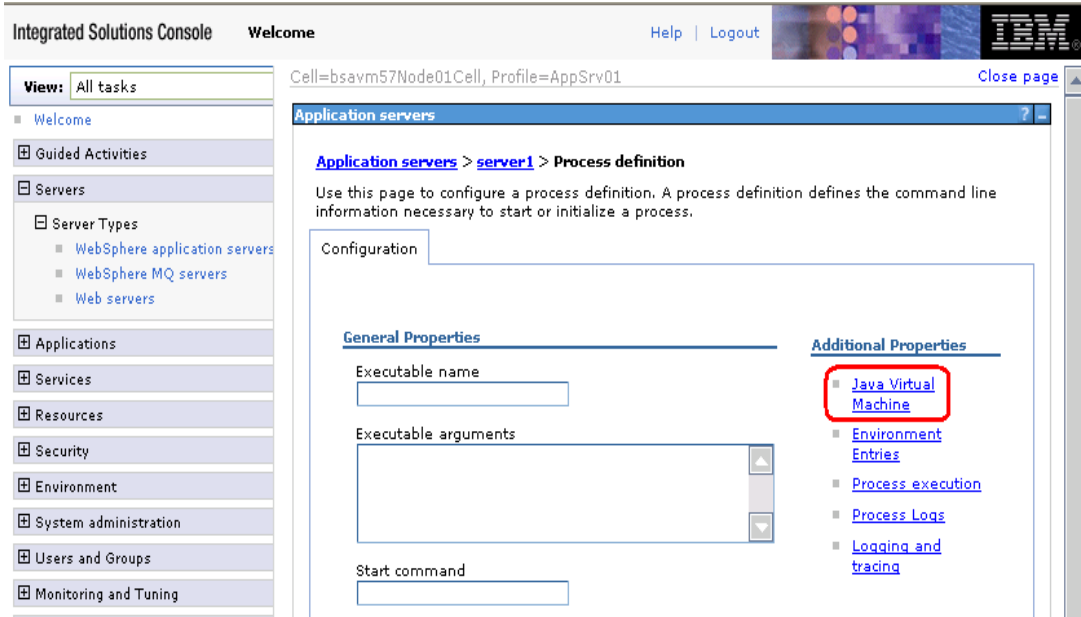 Integrated Solutions Console Welcome Help | Logout IBM®
View: All tasks
Welcome
Guided Activities
Servers
Server Types
WebSphere application servers
WebSphere MQ servers
Web servers
Applications
Services
Resources
Security
Environment
System administration
Users and Groups
Monitoring and Tuning
Cell=bsavm57Node01Cell, Profile=AppSrv01 Close page
Application servers ? -
Application servers > server1 > Process definition
Use this page to configure a process definition. A process definition defines the command line
information necessary to start or initialize a process.
Configuration
General Properties
Executable name
Executable arguments
Start command
Additional Properties
Java Virtual
Machine
Environment
Entries
Process execution
Process Logs
Logging and
tracing